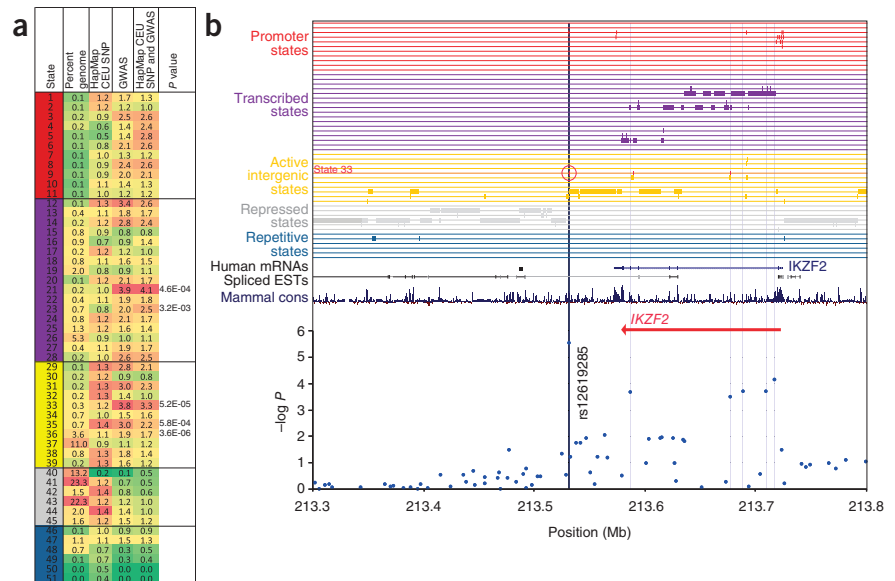 a
State
Percent genome
HapMap CEU SNP
GWAS
HapMap CEU SNP and GWAS
P value
1 0.1 1.2 1.7 1.3
2 0.1 1.2 1.2 1.0
3 0.2 0.9 2.5 2.6
4 0.2 0.6 1.4 2.4
5 0.1 0.5 1.4 2.8
6 0.1 0.8 2.1 2.6
7 0.1 1.0 1.3 1.2
8 0.1 0.9 2.4 2.6
9 0.1 0.9 2.0 2.1
10 0.1 1.1 1.4 1.3
11 0.1 1.0 1.2 1.2
12 0.1 1.3 3.4 2.6
13 0.4 1.1 1.8 1.7
14 0.2 1.2 2.8 2.4
15 0.8 0.9 0.8 0.8
16 0.9 0.7 0.9 1.4
17 0.2 1.2 1.2 1.0
18 0.2 1.1 1.6 1.5
19 2.0 0.8 0.9 1.1
20 0.1 1.2 2.1 1.7
21 0.2 1.0 3.9 4.1 4.6E-04
22 0.4 1.1 1.9 1.8
23 0.7 0.8 2.0 2.5 3.2E-03
24 0.8 1.2 2.1 1.7
25 1.3 1.2 1.6 1.4
26 5.3 0.9 1.0 1.1
27 0.4 1.1 1.9 1.7
28 0.2 1.0 2.6 2.5
29 0.1 1.3 2.8 2.1
30 0.2 1.2 0.9 0.8
31 0.2 1.3 3.0 2.3
32 0.2 1.3 1.4 1.0
33 0.3 1.2 3.8 3.3 5.2E-05
34 0.7 1.0 1.5 1.6
35 0.7 1.4 3.0 2.2 5.8E-04
36 3.6 1.1 1.9 1.7 3.6E-06
37 11.0 0.9 1.1 1.2
38 0.8 1.3 1.8 1.4
39 0.2 1.3 1.6 1.2
40 13.2 0.2 0.1 0.5
41 23.3 1.2 0.7 0.5
42 1.5 1.4 0.8 0.6
43 22.3 1.2 1.2 1.0
44 2.0 1.4 1.4 1.0
45 1.6 1.2 1.5 1.2
46 0.1 1.0 0.9 0.9
47 1.1 1.1 1.5 1.3
48 0.7 0.7 0.3 0.5
49 0.1 0.7 0.3 0.4
50 0.0 0.1 0.0 0.0
51 0.0 0.4 0.0 0.0
b
Promoter states
Transcribed states
Active intergenic states
State 33
Repressed states
Repetitive states
Human mRNAs
IKZF2
Spliced ESTs
Mammal cons
IKZF2
rs12619285
–log P
6
5
4
3
2
1
0
213.3 213.4 213.5 213.6 213.7 213.8
Position (Mb)